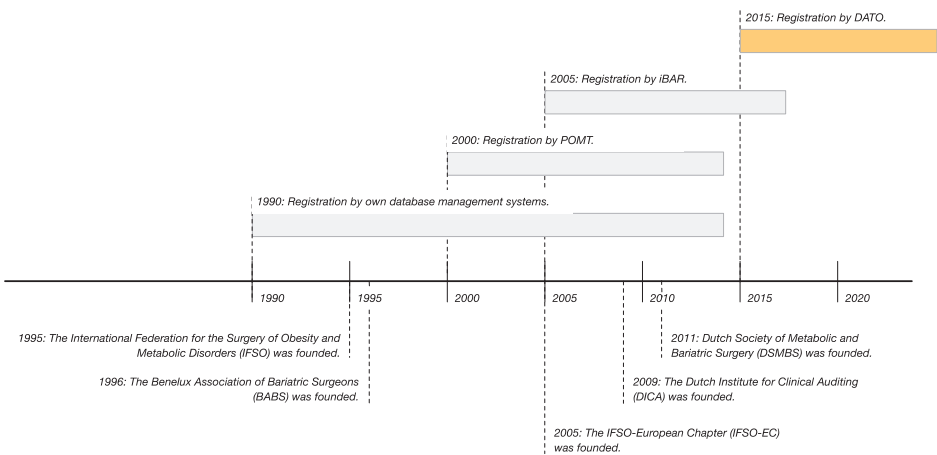 2015: Registration by DATO.
2005: Registration by iBAR.
2000: Registration by POMT.
1990: Registration by own database management systems.
1990
1995
2000
2005
2010
2015
2020
1995: The International Federation for the Surgery of Obesity and
Metabolic Disorders (IFSO) was founded.
2011: Dutch Society of Metabolic and
Bariatric Surgery (DSMBS) was founded.
1996: The Benelux Association of Bariatric Surgeons
(BABS) was founded.
2009: The Dutch Institute for Clinical Auditing
(DICA) was founded.
2005: The IFSO-European Chapter (IFSO-EC)
was founded.